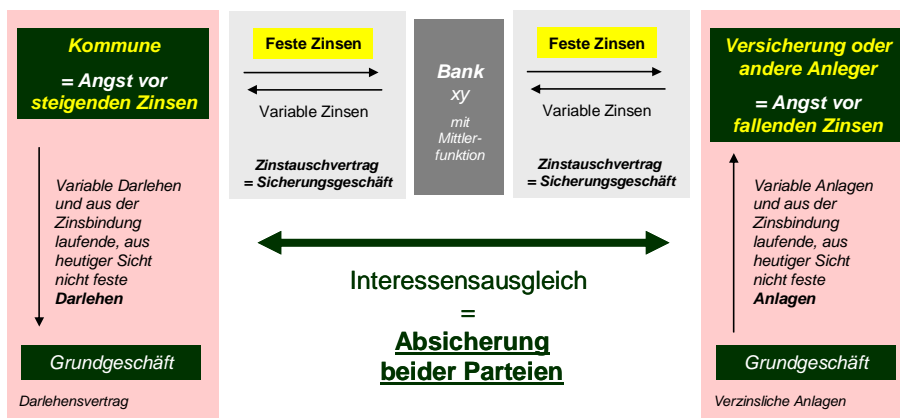 Kommune
= Angst vor
steigenden Zinsen
Variable Darlehen
und aus der
Zinsbindung
laufende, aus
heutiger Sicht
nicht feste
Darlehen
Grundgeschäft
Darlehensvertrag
Feste Zinsen
Variable Zinsen
Zinstauschvertrag
= Sicherungsgeschäft
Bank
xy
mit
Mittler-
funktion
Feste Zinsen
Variable Zinsen
Zinstauschvertrag
= Sicherungsgeschäft
Interessensausgleich
=
Absicherung
beider Parteien
Versicherung oder
andere Anleger
= Angst vor
fallenden Zinsen
Variable Anlagen
und aus der
Zinsbindung
laufende, aus
heutiger Sicht
nicht feste
Anlagen
Grundgeschäft
Verzinsliche Anlagen